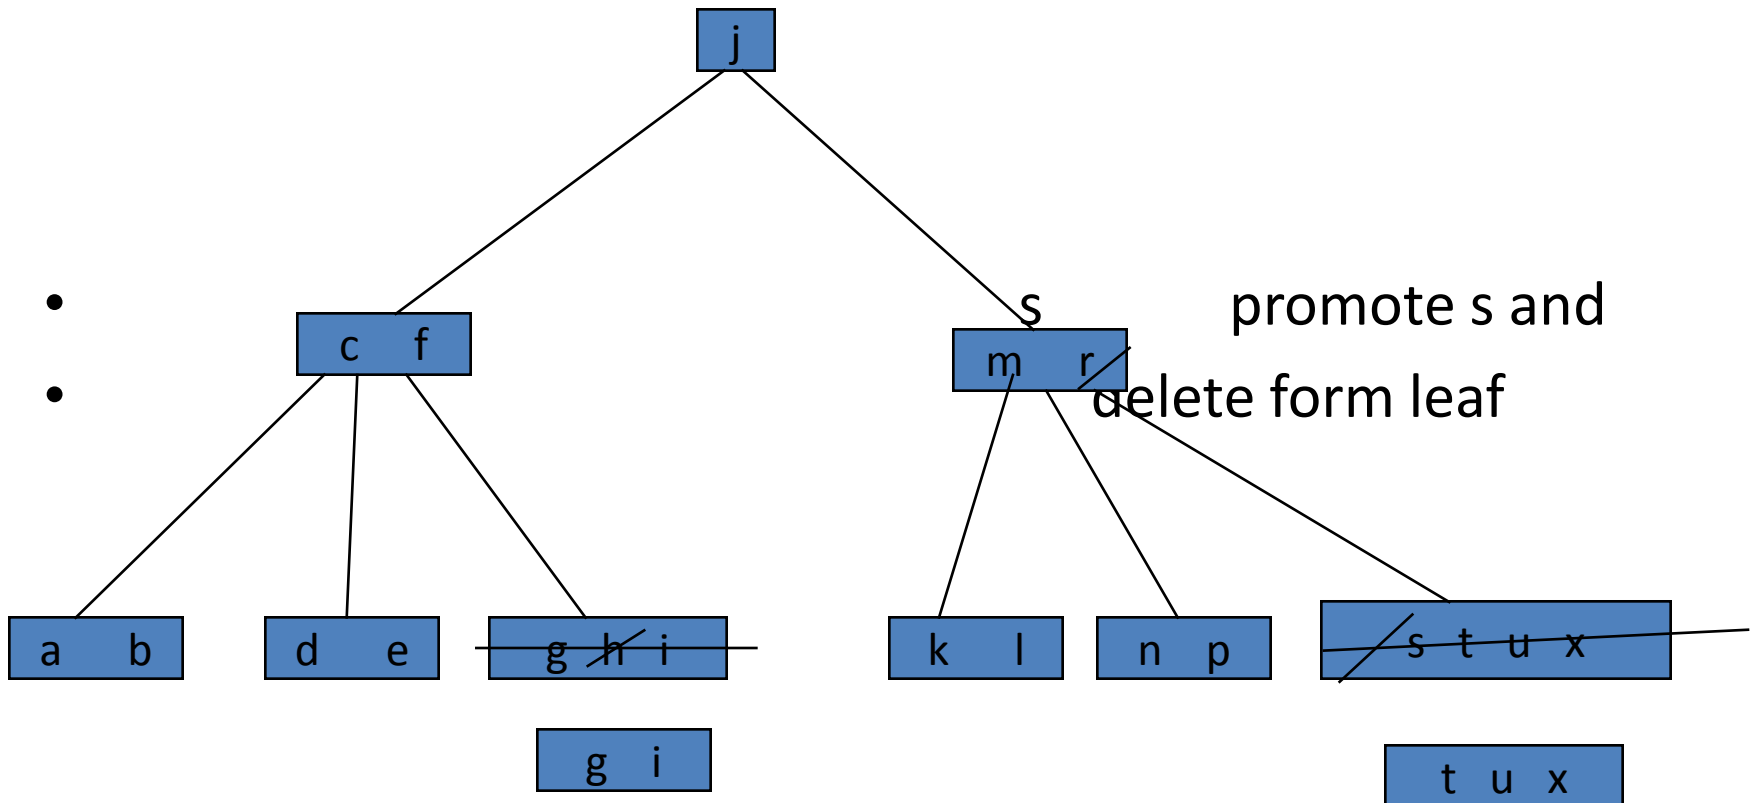 j
s
• promote s and
c f
m r
• delete form leaf
a b
d e
g h i
k l
n p
s t u x
g i
t u x